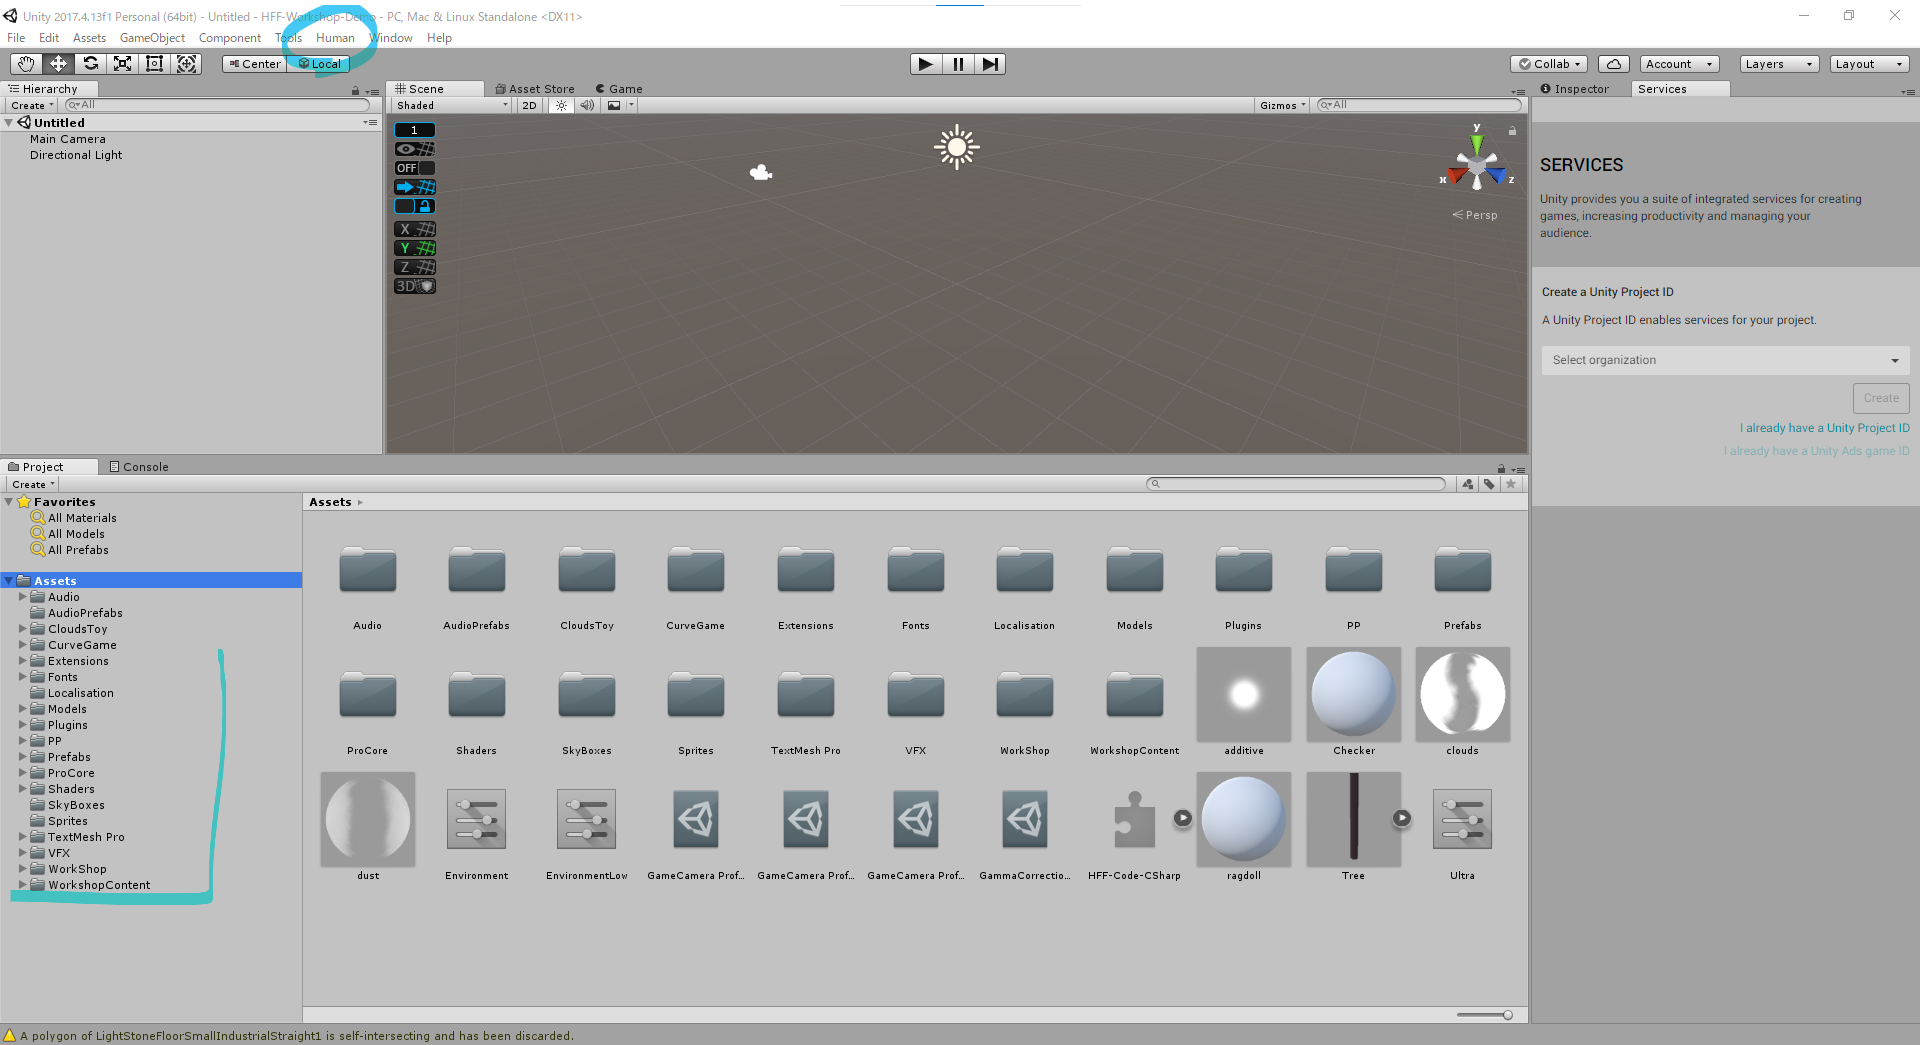 Unity 2017.4.13f1 Personal (64bit) - Untitled - HFF-Workshop-Demo - PC, Mac & Linux Standalone <DX11>
File Edit Assets GameObject Component Tools Human Window Help
Center Local
Collab Account Layers Layout
Hierarchy
Create All
Untitled
Main Camera
Directional Light
Scene Asset Store Game
Shaded 2D Gizmos All
1
OFF
X
Y
Z
3D
y
x z
Persp
Inspector Services
SERVICES
Unity provides you a suite of integrated services for creating
games, increasing productivity and managing your
audience.
Create a Unity Project ID
A Unity Project ID enables services for your project.
Select organization
Create
I already have a Unity Project ID
I already have a Unity Ads game ID
Project Console
Create
Favorites
All Materials
All Models
All Prefabs
Assets
Audio
AudioPrefabs
CloudsToy
CurveGame
Extensions
Fonts
Localisation
Models
Plugins
PP
Prefabs
ProCore
Shaders
SkyBoxes
Sprites
TextMesh Pro
VFX
WorkShop
WorkshopContent
Assets
Audio AudioPrefabs CloudsToy CurveGame Extensions Fonts Localisation Models Plugins PP Prefabs
ProCore Shaders SkyBoxes Sprites TextMesh Pro VFX WorkShop WorkshopContent additive Checker clouds
dust Environment EnvironmentLow GameCamera Prof... GameCamera Prof... GameCamera Prof... GammaCorrectio... HFF-Code-CSharp ragdoll Tree Ultra
A polygon of LightStoneFloorSmallIndustrialStraight1 is self-intersecting and has been discarded.